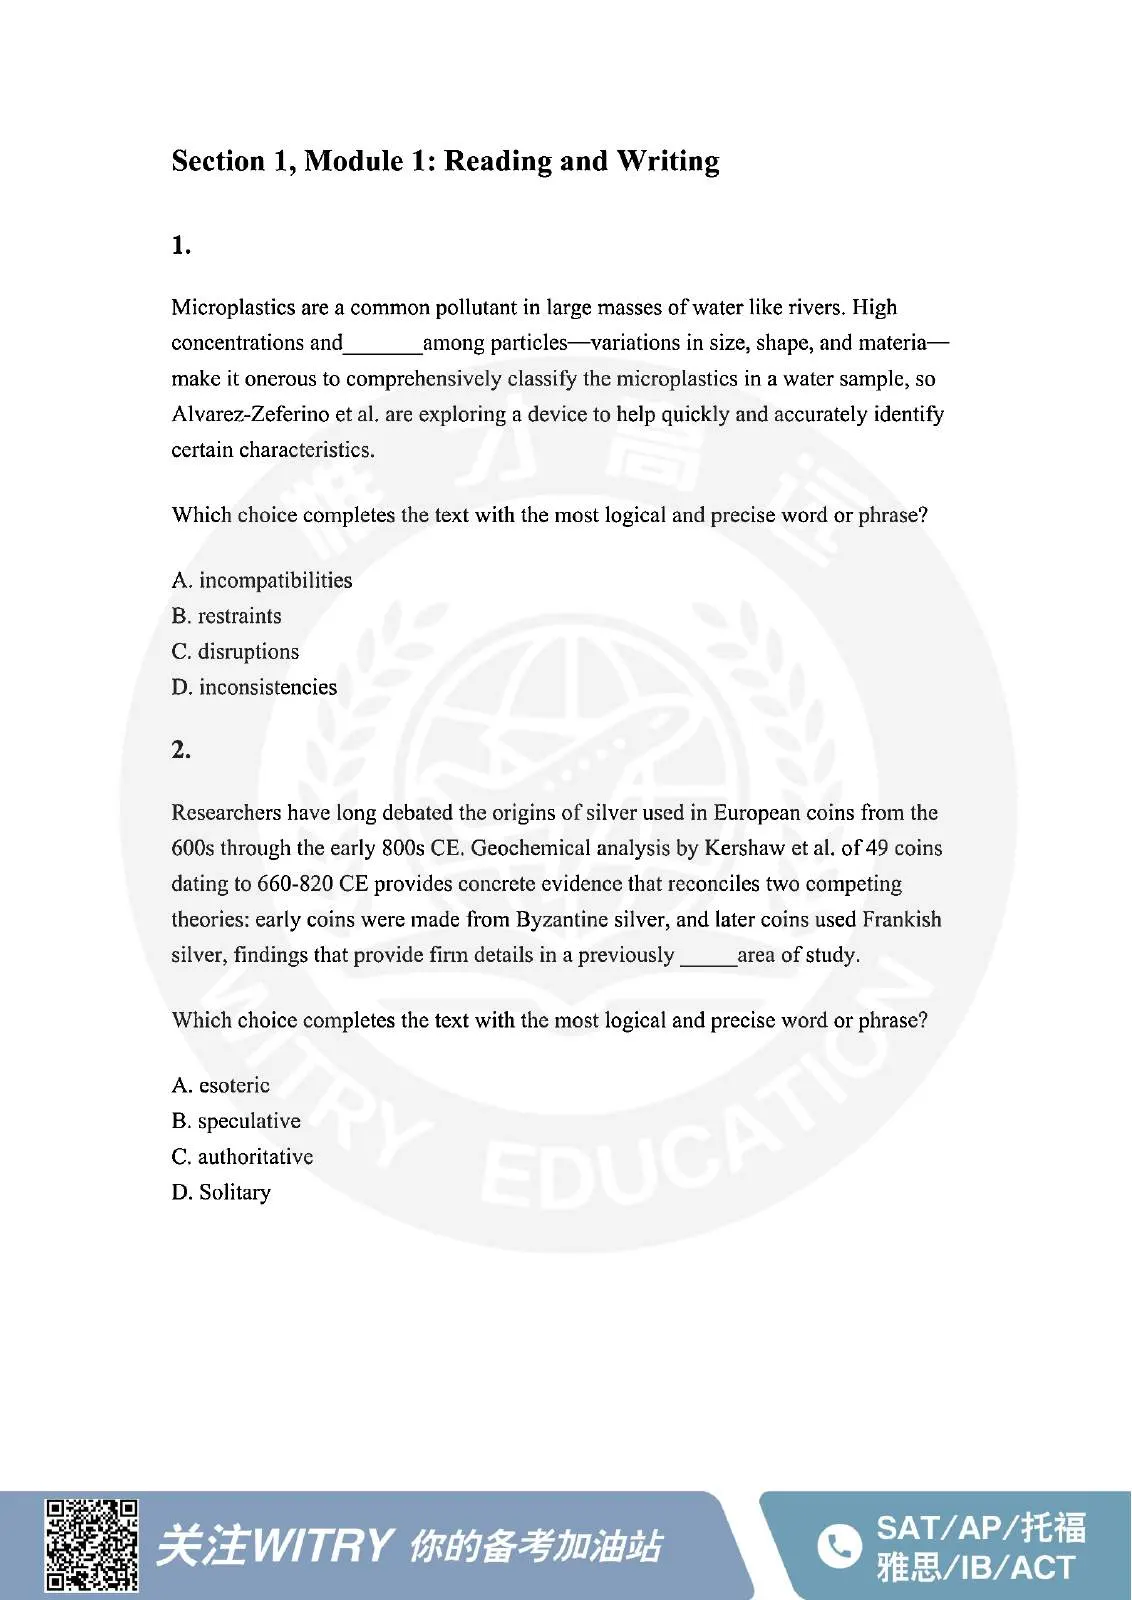 Section 1, Module 1: Reading and Writing
1.
Microplastics are a common pollutant in large masses of water like rivers. High
concentrations and_______among particles—variations in size, shape, and materia—
make it onerous to comprehensively classify the microplastics in a water sample, so
Alvarez-Zeferino et al. are exploring a device to help quickly and accurately identify
certain characteristics.
Which choice completes the text with the most logical and precise word or phrase?
A. incompatibilities
B. restraints
C. disruptions
D. inconsistencies
2.
Researchers have long debated the origins of silver used in European coins from the
600s through the early 800s CE. Geochemical analysis by Kershaw et al. of 49 coins
dating to 660-820 CE provides concrete evidence that reconciles two competing
theories: early coins were made from Byzantine silver, and later coins used Frankish
silver, findings that provide firm details in a previously _____area of study.
Which choice completes the text with the most logical and precise word or phrase?
A. esoteric
B. speculative
C. authoritative
D. Solitary
惟才高远
WITRY EDUCATION
关注WITRY 你的备考加油站
SAT/AP/托福
雅思/IB/ACT